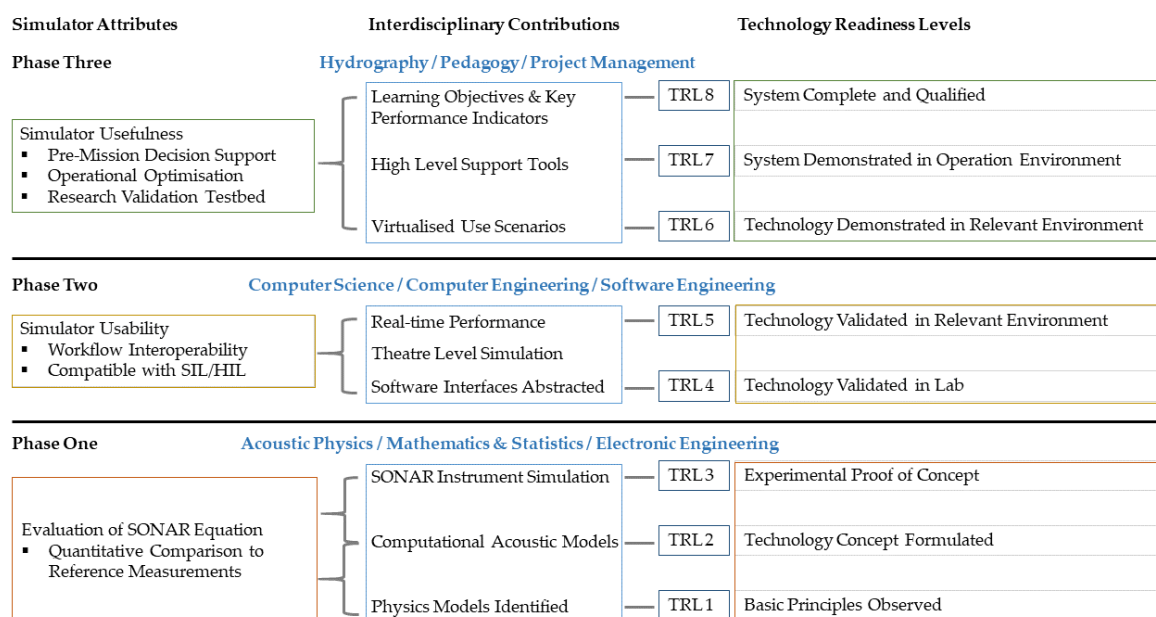 Simulator Attributes
Interdisciplinary Contributions
Technology Readiness Levels
Phase Three
Hydrography / Pedagogy / Project Management
Simulator Usefulness
▪ Pre-Mission Decision Support
▪ Operational Optimisation
▪ Research Validation Testbed
Learning Objectives & Key
Performance Indicators
High Level Support Tools
Virtualised Use Scenarios
TRL 8
System Complete and Qualified
TRL 7
System Demonstrated in Operation Environment
TRL 6
Technology Demonstrated in Relevant Environment
Phase Two
Computer Science / Computer Engineering / Software Engineering
Simulator Usability
▪ Workflow Interoperability
▪ Compatible with SIL/HIL
Real-time Performance
Theatre Level Simulation
Software Interfaces Abstracted
TRL 5
Technology Validated in Relevant Environment
TRL 4
Technology Validated in Lab
Phase One
Acoustic Physics / Mathematics & Statistics / Electronic Engineering
Evaluation of SONAR Equation
▪ Quantitative Comparison to
Reference Measurements
SONAR Instrument Simulation
Computational Acoustic Models
Physics Models Identified
TRL 3
Experimental Proof of Concept
TRL 2
Technology Concept Formulated
TRL 1
Basic Principles Observed